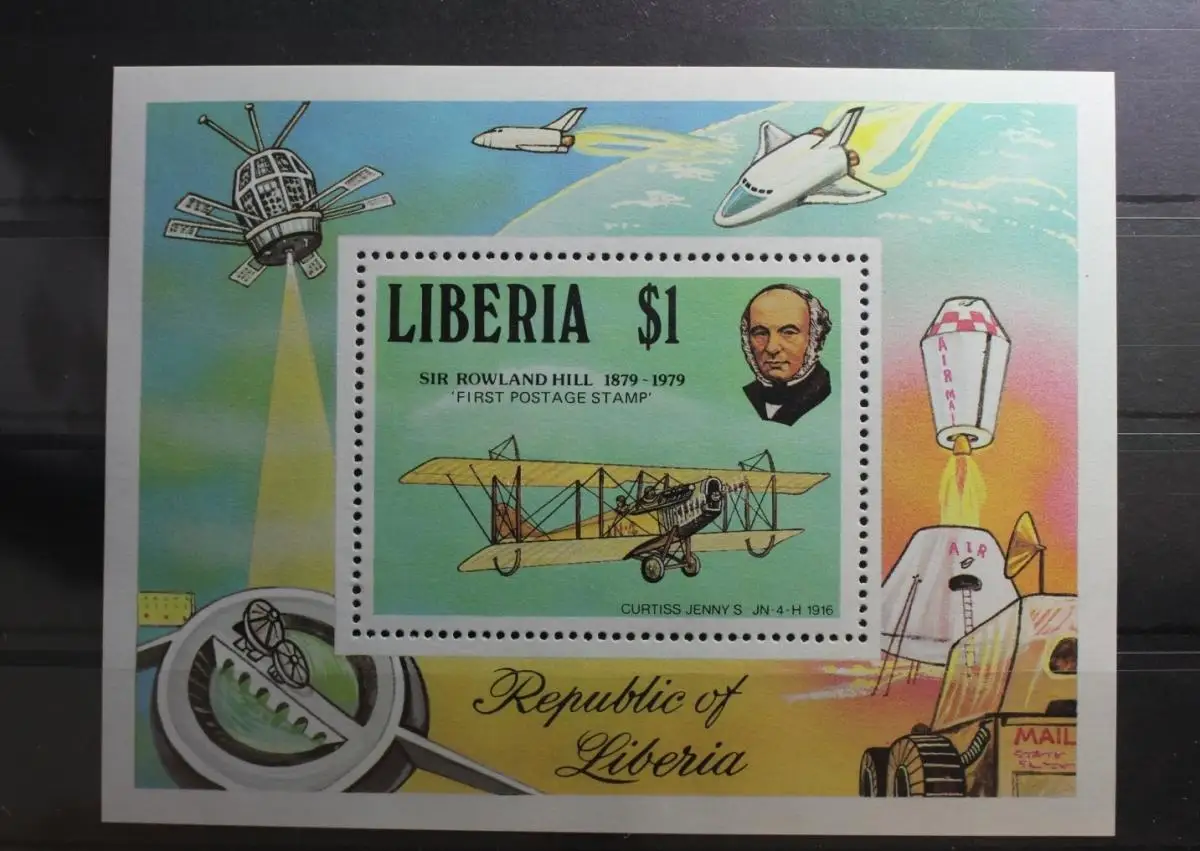 LIBERIA $1
SIR ROWLAND HILL 1879-1979
'FIRST POSTAGE STAMP'
CURTISS JENNY'S JN-4-H 1916
AIR MAI
AIR
MAIL
Republic of
Liberia